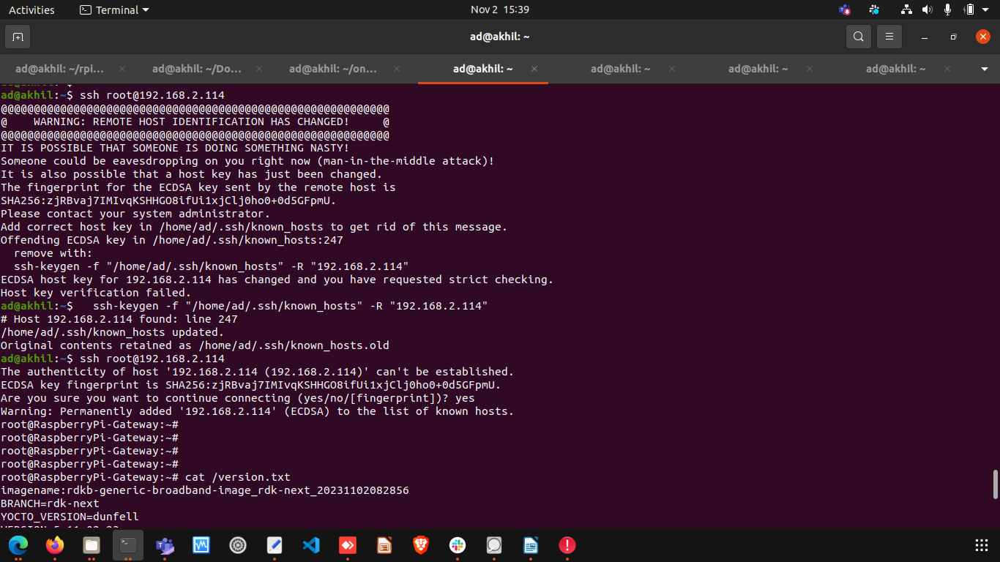 Activities
Terminal
Nov 2 15:39
ad@akhil: ~
ad@akhil: ~/rpi...
ad@akhil: ~/Do...
ad@akhil: ~/on...
ad@akhil: ~
ad@akhil: ~
ad@akhil: ~
ad@akhil: ~
ad@akhil:~$ ssh root@192.168.2.114
@@@@@@@@@@@@@@@@@@@@@@@@@@@@@@@@@@@@@@@@@@@@@@@@@@@@@@@@@@@
@    WARNING: REMOTE HOST IDENTIFICATION HAS CHANGED!     @
@@@@@@@@@@@@@@@@@@@@@@@@@@@@@@@@@@@@@@@@@@@@@@@@@@@@@@@@@@@
IT IS POSSIBLE THAT SOMEONE IS DOING SOMETHING NASTY!
Someone could be eavesdropping on you right now (man-in-the-middle attack)!
It is also possible that a host key has just been changed.
The fingerprint for the ECDSA key sent by the remote host is
SHA256:zjRBvaj7IMIvqKSHHGO8ifUi1xjClj0ho0+0d5GFpmU.
Please contact your system administrator.
Add correct host key in /home/ad/.ssh/known_hosts to get rid of this message.
Offending ECDSA key in /home/ad/.ssh/known_hosts:247
  remove with:
  ssh-keygen -f "/home/ad/.ssh/known_hosts" -R "192.168.2.114"
ECDSA host key for 192.168.2.114 has changed and you have requested strict checking.
Host key verification failed.
ad@akhil:~$   ssh-keygen -f "/home/ad/.ssh/known_hosts" -R "192.168.2.114"
# Host 192.168.2.114 found: line 247
/home/ad/.ssh/known_hosts updated.
Original contents retained as /home/ad/.ssh/known_hosts.old
ad@akhil:~$ ssh root@192.168.2.114
The authenticity of host '192.168.2.114 (192.168.2.114)' can't be established.
ECDSA key fingerprint is SHA256:zjRBvaj7IMIvqKSHHGO8ifUi1xjClj0ho0+0d5GFpmU.
Are you sure you want to continue connecting (yes/no/[fingerprint])? yes
Warning: Permanently added '192.168.2.114' (ECDSA) to the list of known hosts.
root@RaspberryPi-Gateway:~#
root@RaspberryPi-Gateway:~#
root@RaspberryPi-Gateway:~#
root@RaspberryPi-Gateway:~#
root@RaspberryPi-Gateway:~# cat /version.txt
imagename:rdkb-generic-broadband-image_rdk-next_20231102082856
BRANCH=rdk-next
YOCTO_VERSION=dunfell